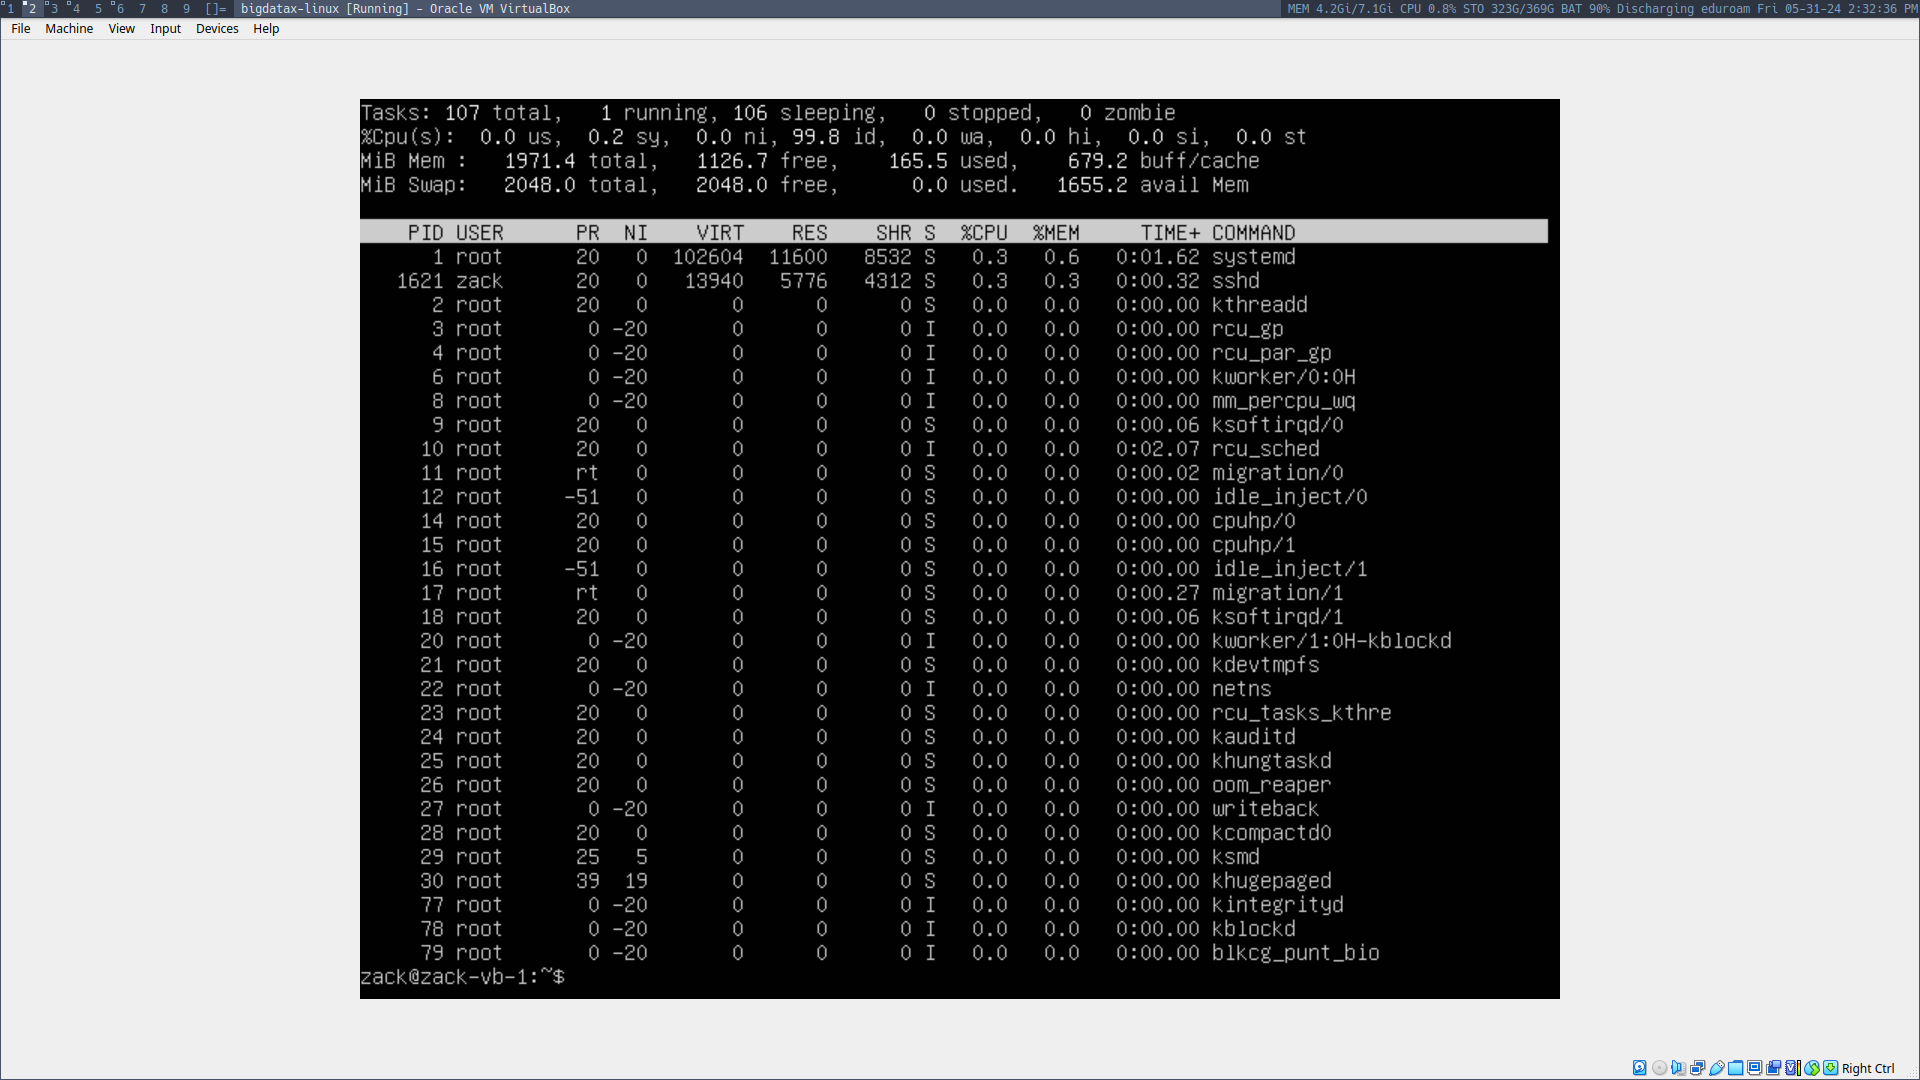 1 2 3 4 5 6 7 8 9 []= bigdatax-linux [Running] - Oracle VM VirtualBox MEM 4.2Gi/7.1Gi CPU 0.8% STO 323G/369G BAT 90% Discharging eduroam Fri 05-31-24 2:32:36 PM
File Machine View Input Devices Help
Tasks: 107 total, 1 running, 106 sleeping, 0 stopped, 0 zombie
%Cpu(s): 0.0 us, 0.2 sy, 0.0 ni, 99.8 id, 0.0 wa, 0.0 hi, 0.0 si, 0.0 st
MiB Mem : 1971.4 total, 1126.7 free, 165.5 used, 679.2 buff/cache
MiB Swap: 2048.0 total, 2048.0 free, 0.0 used. 1655.2 avail Mem
PID USER PR NI VIRT RES SHR S %CPU %MEM TIME+ COMMAND
1 root 20 0 102604 11600 8532 S 0.3 0.6 0:01.62 systemd
1621 zack 20 0 13940 5776 4312 S 0.3 0.3 0:00.32 sshd
2 root 20 0 0 0 0 S 0.0 0.0 0:00.00 kthreadd
3 root 0 -20 0 0 0 I 0.0 0.0 0:00.00 rcu_gp
4 root 0 -20 0 0 0 I 0.0 0.0 0:00.00 rcu_par_gp
6 root 0 -20 0 0 0 I 0.0 0.0 0:00.00 kworker/0:0H
8 root 0 -20 0 0 0 I 0.0 0.0 0:00.00 mm_percpu_wq
9 root 20 0 0 0 0 S 0.0 0.0 0:00.06 ksoftirqd/0
10 root 20 0 0 0 0 I 0.0 0.0 0:02.07 rcu_sched
11 root rt 0 0 0 0 S 0.0 0.0 0:00.02 migration/0
12 root -51 0 0 0 0 S 0.0 0.0 0:00.00 idle_inject/0
14 root 20 0 0 0 0 S 0.0 0.0 0:00.00 cpuhp/0
15 root 20 0 0 0 0 S 0.0 0.0 0:00.00 cpuhp/1
16 root -51 0 0 0 0 S 0.0 0.0 0:00.00 idle_inject/1
17 root rt 0 0 0 0 S 0.0 0.0 0:00.27 migration/1
18 root 20 0 0 0 0 S 0.0 0.0 0:00.06 ksoftirqd/1
20 root 0 -20 0 0 0 I 0.0 0.0 0:00.00 kworker/1:0H-kblockd
21 root 20 0 0 0 0 S 0.0 0.0 0:00.00 kdevtmpfs
22 root 0 -20 0 0 0 I 0.0 0.0 0:00.00 netns
23 root 20 0 0 0 0 S 0.0 0.0 0:00.00 rcu_tasks_kthre
24 root 20 0 0 0 0 S 0.0 0.0 0:00.00 kauditd
25 root 20 0 0 0 0 S 0.0 0.0 0:00.00 khungtaskd
26 root 20 0 0 0 0 S 0.0 0.0 0:00.00 oom_reaper
27 root 0 -20 0 0 0 I 0.0 0.0 0:00.00 writeback
28 root 20 0 0 0 0 S 0.0 0.0 0:00.00 kcompactd0
29 root 25 5 0 0 0 S 0.0 0.0 0:00.00 ksmd
30 root 39 19 0 0 0 S 0.0 0.0 0:00.00 khugepaged
77 root 0 -20 0 0 0 I 0.0 0.0 0:00.00 kintegrityd
78 root 0 -20 0 0 0 I 0.0 0.0 0:00.00 kblockd
79 root 0 -20 0 0 0 I 0.0 0.0 0:00.00 blkcg_punt_bio
zack@zack-vb-1:~$
Right Ctrl